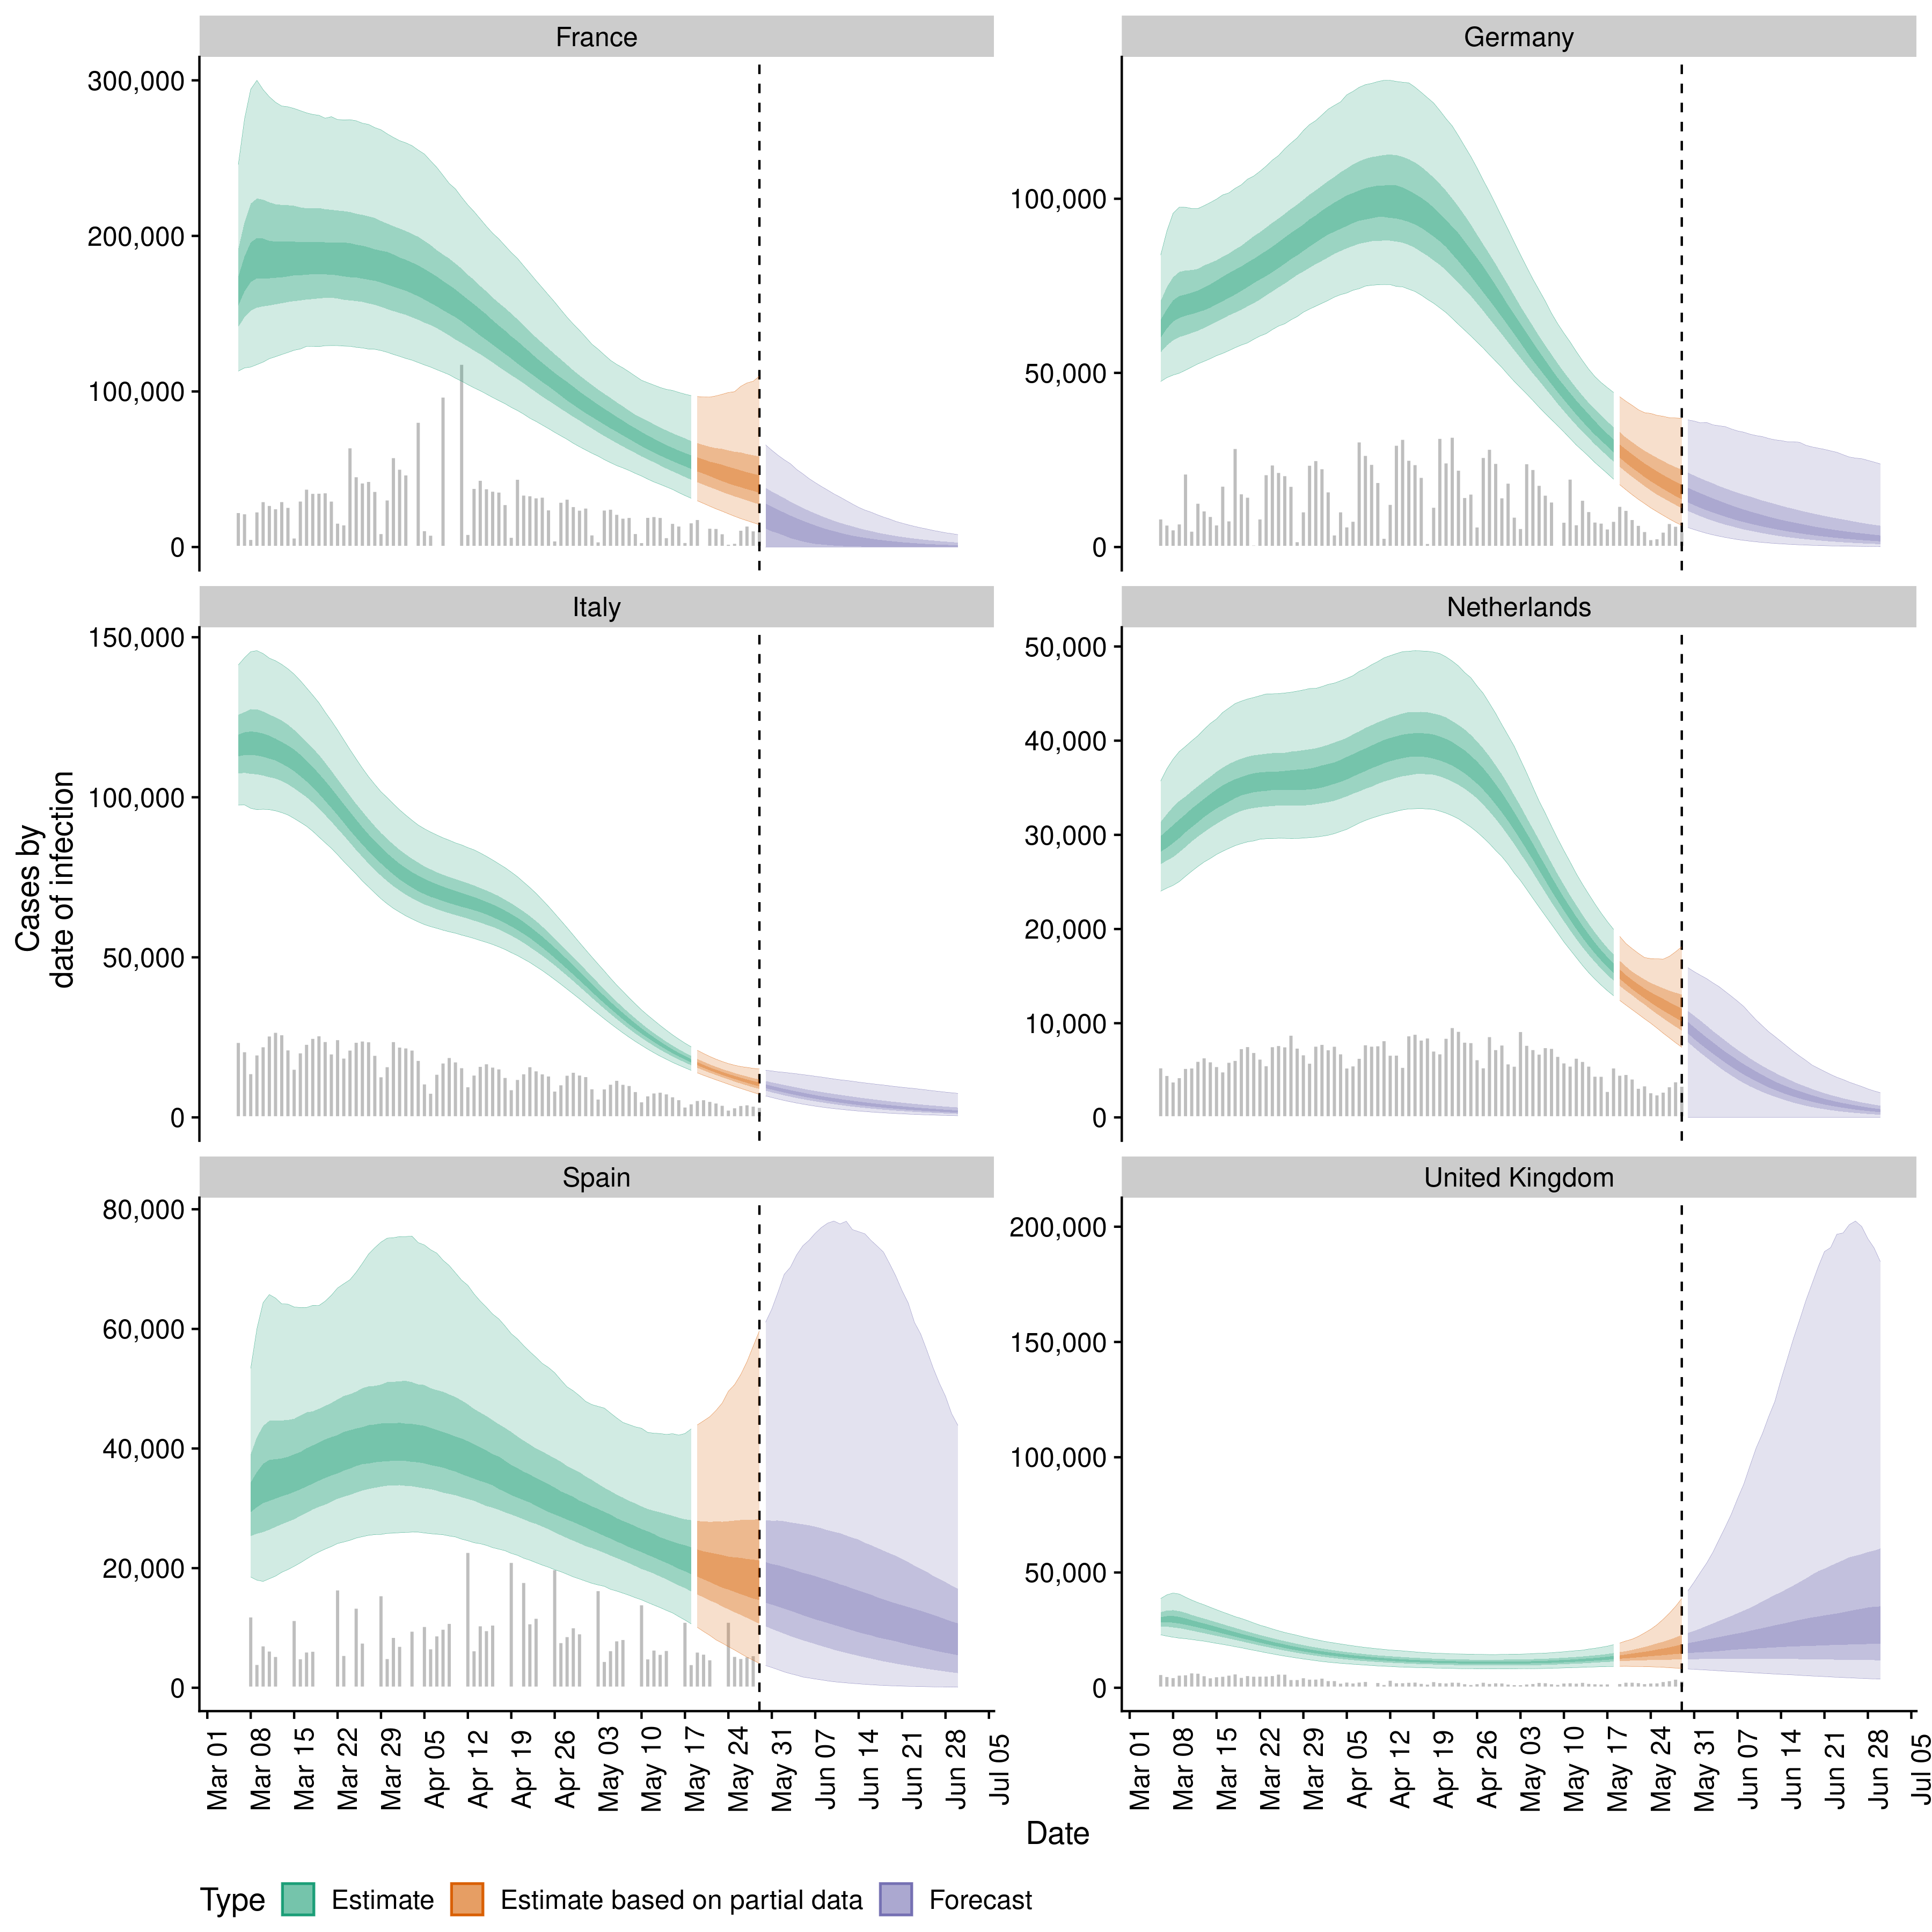 France
Germany
300,000
200,000
100,000
0
100,000
50,000
0
Italy
Netherlands
150,000
100,000
50,000
0
50,000
40,000
30,000
20,000
10,000
0
Cases by
date of infection
Spain
United Kingdom
80,000
60,000
40,000
20,000
0
200,000
150,000
100,000
50,000
0
Mar 01
Mar 08
Mar 15
Mar 22
Mar 29
Apr 05
Apr 12
Apr 19
Apr 26
May 03
May 10
May 17
May 24
May 31
Jun 07
Jun 14
Jun 21
Jun 28
Jul 05
Mar 01
Mar 08
Mar 15
Mar 22
Mar 29
Apr 05
Apr 12
Apr 19
Apr 26
May 03
May 10
May 17
May 24
May 31
Jun 07
Jun 14
Jun 21
Jun 28
Jul 05
Date
Type Estimate Estimate based on partial data Forecast